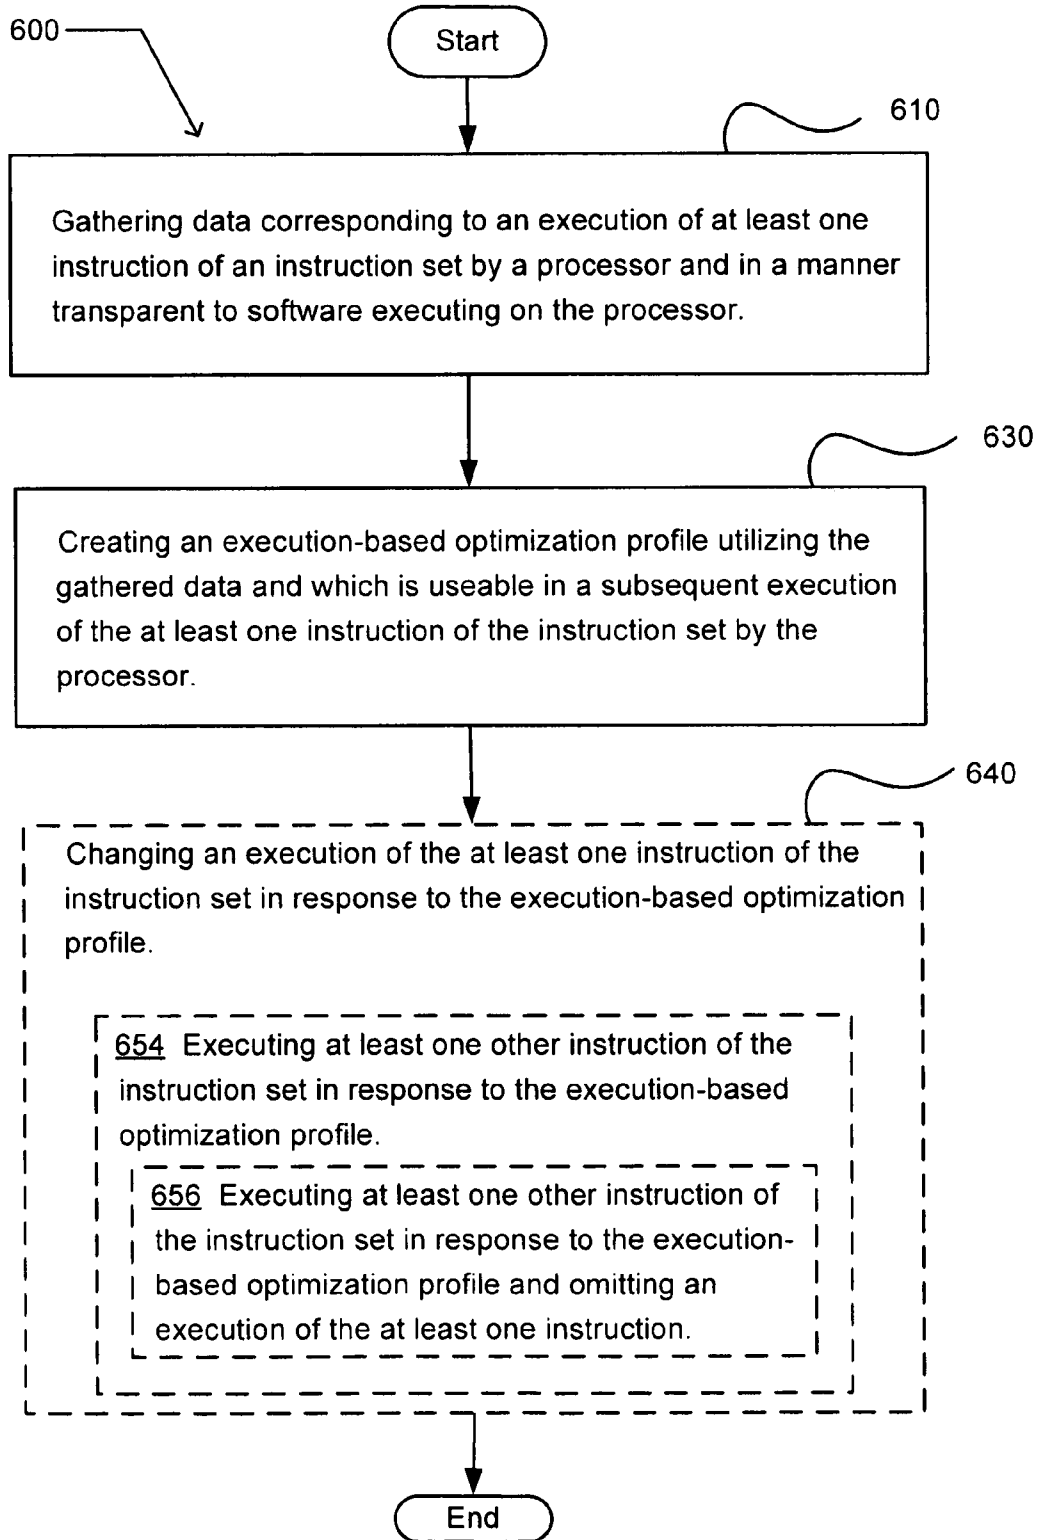 600
Start
610
Gathering data corresponding to an execution of at least one
instruction of an instruction set by a processor and in a manner
transparent to software executing on the processor.
630
Creating an execution-based optimization profile utilizing the
gathered data and which is useable in a subsequent execution
of the at least one instruction of the instruction set by the
processor.
640
Changing an execution of the at least one instruction of the
instruction set in response to the execution-based optimization
profile.
654 Executing at least one other instruction of the
instruction set in response to the execution-based
optimization profile.
656 Executing at least one other instruction of
the instruction set in response to the execution-
based optimization profile and omitting an
execution of the at least one instruction.
End